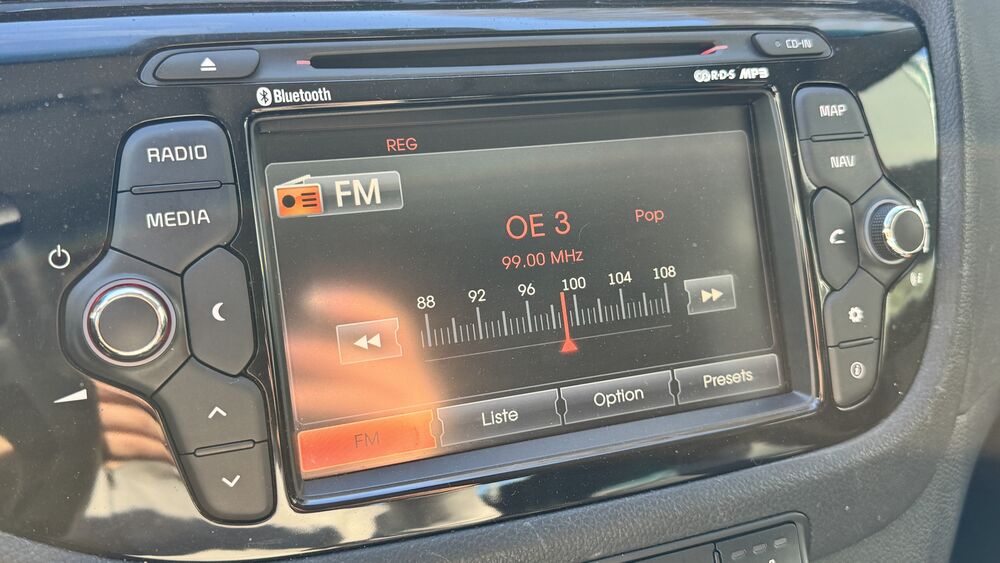 CD-IN
R·D·S MP3
Bluetooth
RADIO
MEDIA
REG
FM
OE 3
Pop
99.00 MHz
88 92 96 100 104 108
FM
Liste
Option
Presets
MAP
NAV